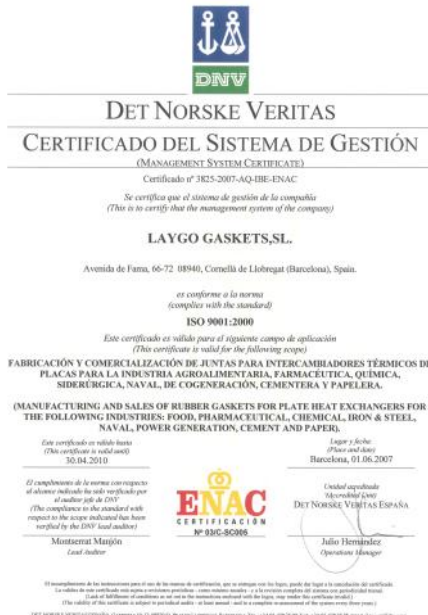 DNV
DET NORSKE VERITAS
CERTIFICADO DEL SISTEMA DE GESTIÓN
(MANAGEMENT SYSTEM CERTIFICATE)
Certificado nº 3825-2007-AQ-IBE-ENAC
Se certifica que el sistema de gestión de la compañía
(This is to certify that the management system of the company)
LAYGO GASKETS,SL.
Avenida de Fama, 66-72 08940, Cornellà de Llobregat (Barcelona), Spain.
es conforme a la norma
(complies with the standard)
ISO 9001:2000
Este certificado es válido para el siguiente campo de aplicación
(This certificate is valid for the following scope)
FABRICACIÓN Y COMERCIALIZACIÓN DE JUNTAS PARA INTERCAMBIADORES TÉRMICOS DE
PLACAS PARA LA INDUSTRIA AGROALIMENTARIA, FARMACÉUTICA, QUÍMICA,
SIDERÚRGICA, NAVAL, DE COGENERACIÓN, CEMENTERA Y PAPELERA.
(MANUFACTURING AND SALES OF RUBBER GASKETS FOR PLATE HEAT EXCHANGERS FOR
THE FOLLOWING INDUSTRIES: FOOD, PHARMACEUTICAL, CHEMICAL, IRON & STEEL,
NAVAL, POWER GENERATION, CEMENT AND PAPER).
Este certificado es válido hasta
(This certificate is valid until)
30.04.2010
Lugar y fecha:
(Place and date)
Barcelona, 01.06.2007
El cumplimiento de la norma con respecto
al alcance indicado ha sido verificado por
el auditor jefe de DNV
(The compliance to the standard with
respect to the scope indicated has been
verified by the DNV lead auditor)
Montserrat Maujón
Lead Auditor
ENAC
CERTIFICACIÓN
Nº 03/C-SC005
Unidad acreditada
(Accredited Unit)
DET NORSKE VERITAS ESPAÑA
Julio Hernández
Operations Manager